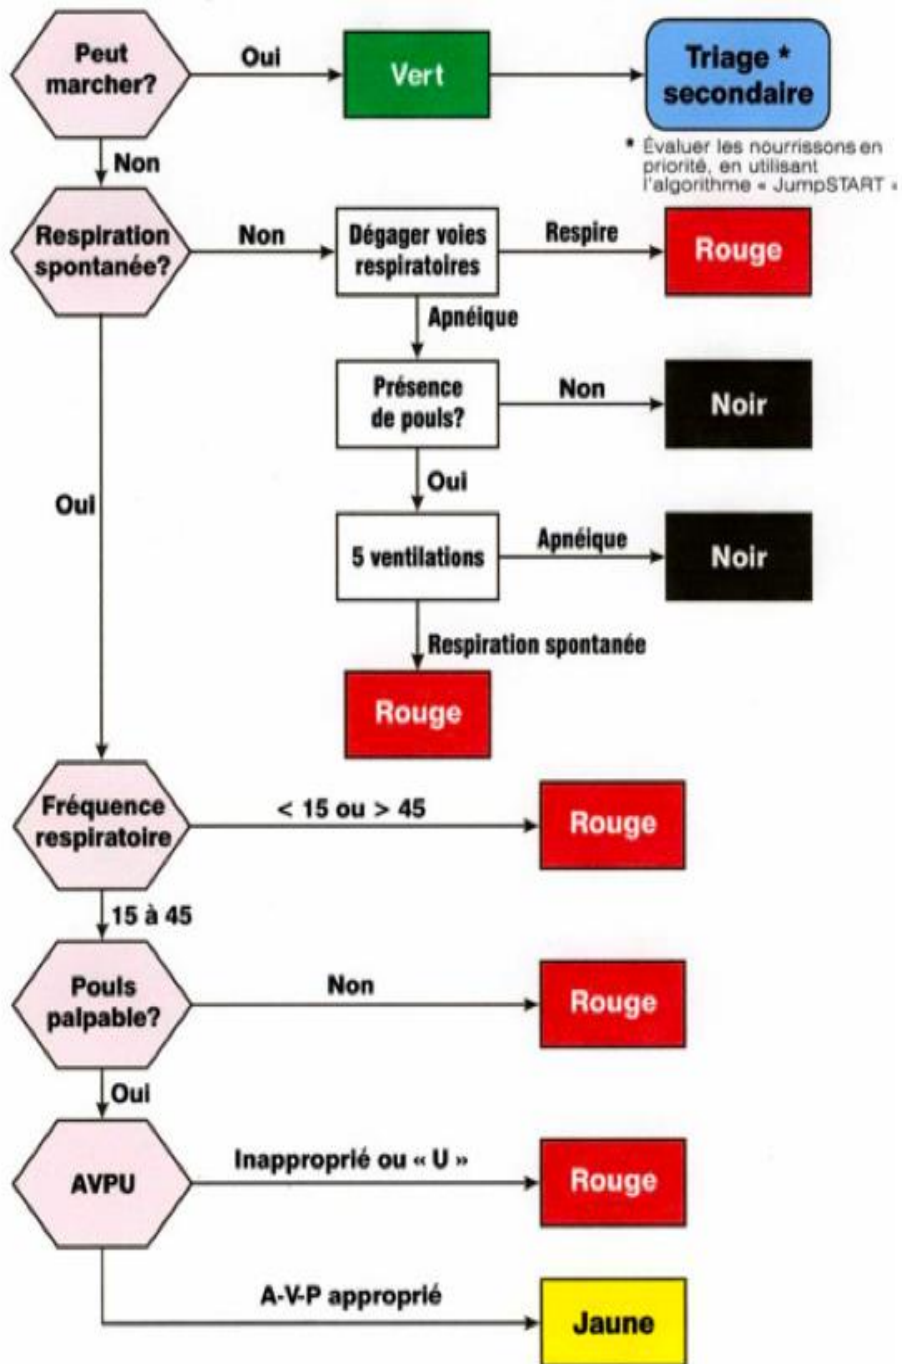 Peut
marcher?
Oui
Vert
Triage *
secondaire
* Évaluer les nourrissons en
priorité, en utilisant
l'algorithme « JumpSTART «
Non
Respiration
spontanée?
Non
Dégager voies
respiratoires
Respire
Rouge
Apnéique
Présence
de pouls?
Non
Noir
Oui
Oui
5 ventilations
Apnéique
Noir
Respiration spontanée
Rouge
Fréquence
respiratoire
< 15 ou > 45
Rouge
15 à 45
Pouls
palpable?
Non
Rouge
Oui
AVPU
Inapproprié ou « U »
Rouge
A-V-P approprié
Jaune